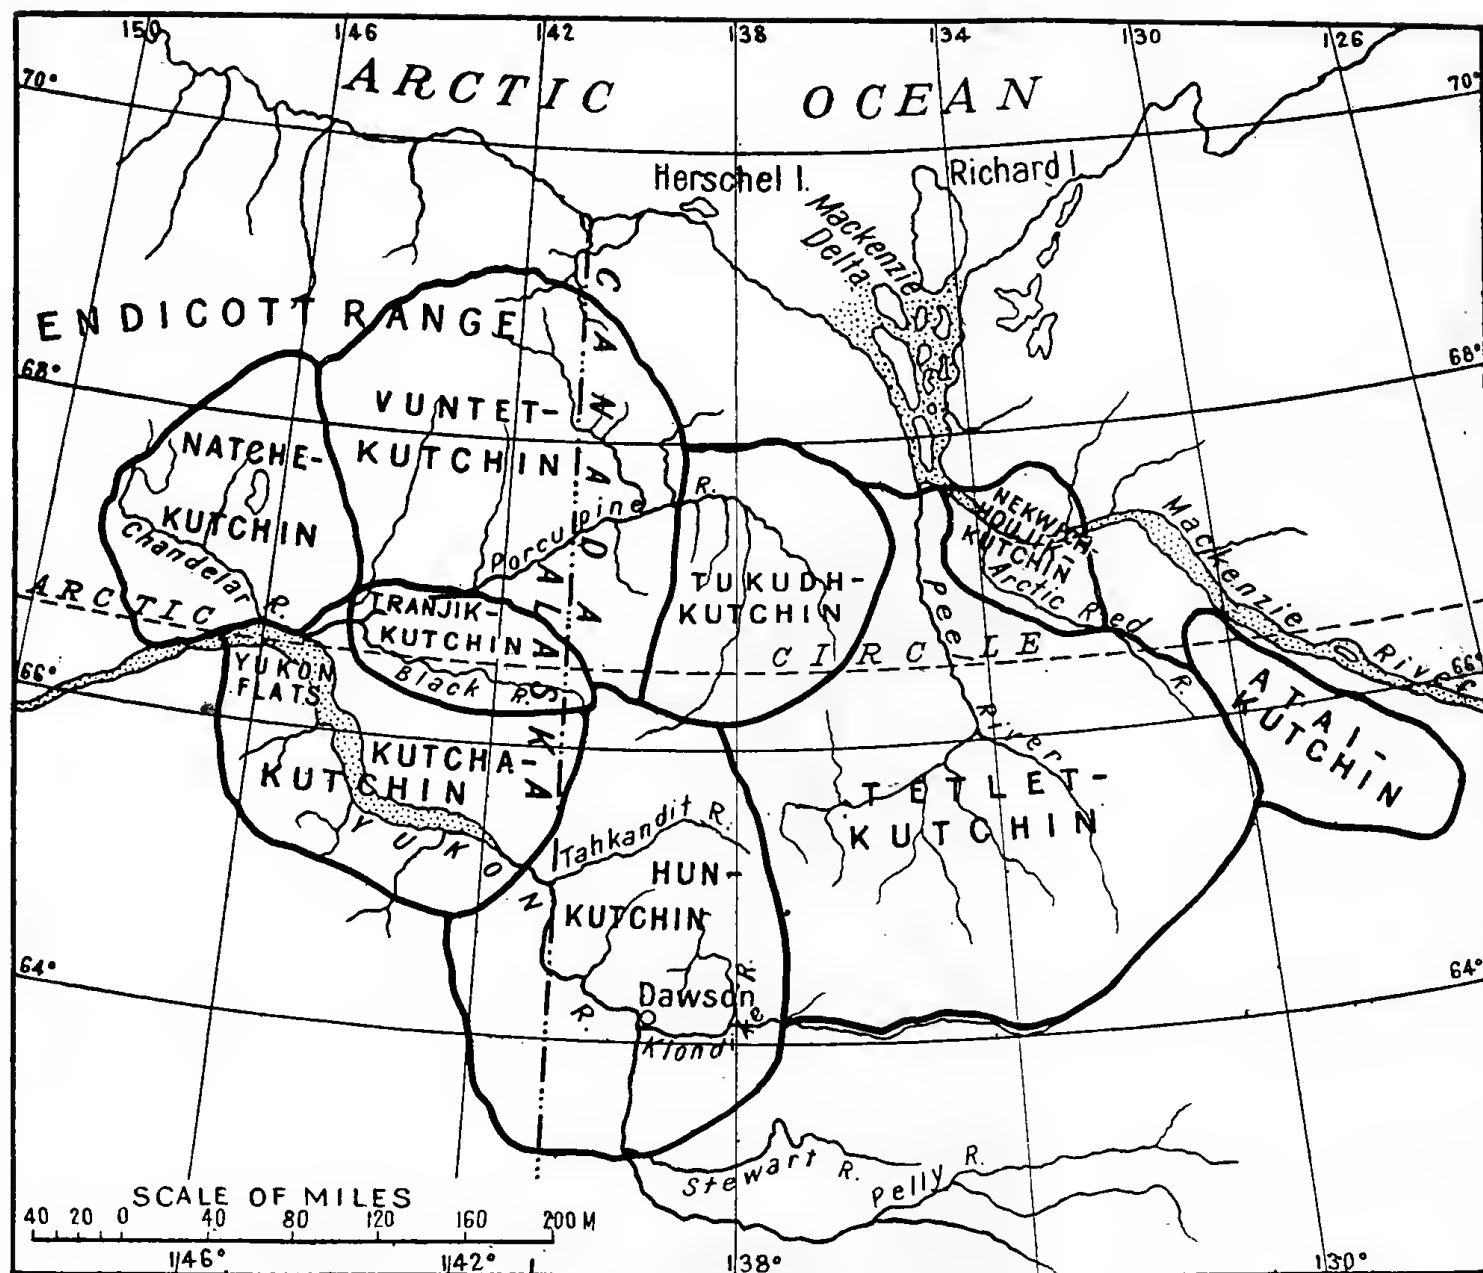 150 146 142 138 134 130 126
70° ARCTIC OCEAN 70°
Herschel I.
Richard I.
Mackenzie
Delta
ENDICOTT RANGE
CANADA
68° 68°
VUNTET-
KUTCHIN
NATCHE-
KUTCHIN
Chandelar R.
Porcupine R.
NEKWICH-
HOUJIK-
KUTCHIN
Mackenzie River
Arctic Red R.
TUKUDH-
KUTCHIN
TRANJIK-
KUTCHIN
Black R.
ALASKA
ARCTIC CIRCLE
66° 66°
YUKON
FLATS
Peel River
ATAI-
KUTCHIN
KUTCHA-
KUTCHIN
TETLET-
KUTCHIN
YUKON R.
Tahkandit R.
HUN-
KUTCHIN
64° 64°
Dawson
Klondike R.
Stewart R.
Pelly R.
SCALE OF MILES
40 20 0 40 80 120 160 200 M
146° 142° 138° 130°